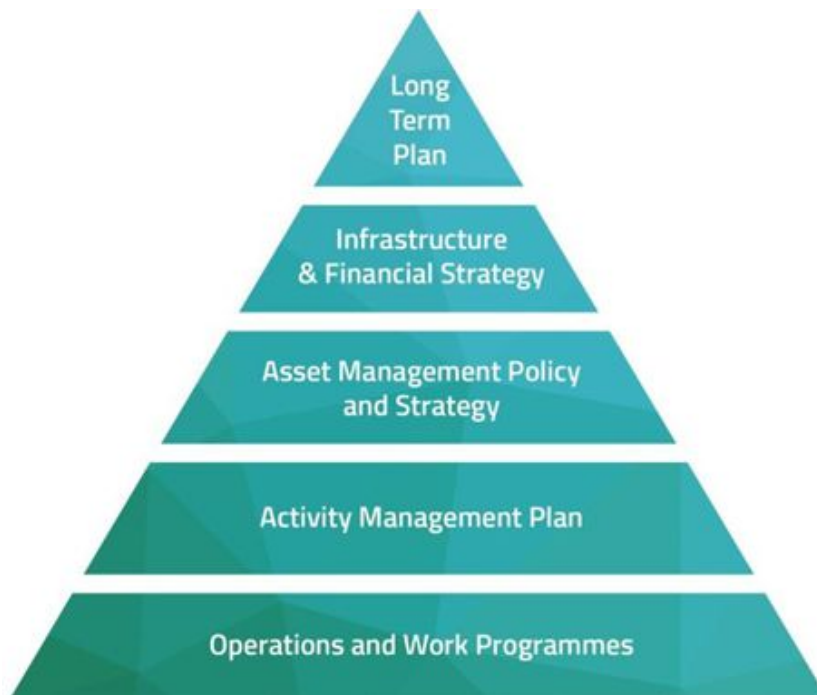 Long
Term
Plan
Infrastructure
& Financial Strategy
Asset Management Policy
and Strategy
Activity Management Plan
Operations and Work Programmes